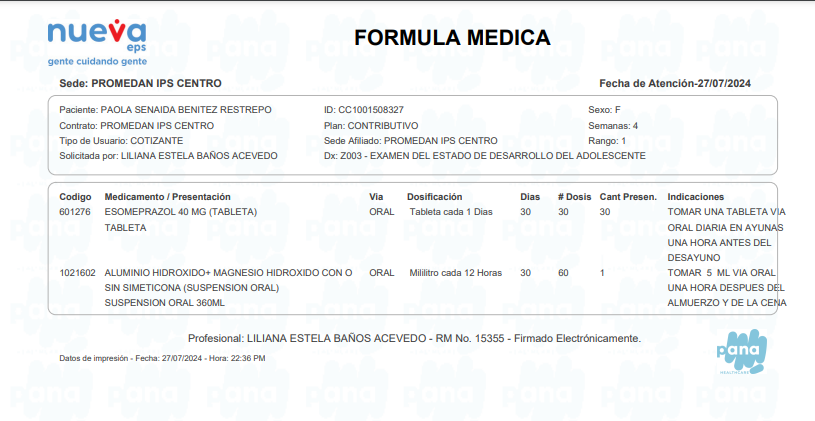 nueva
eps
gente cuidando gente
FORMULA MEDICA
Sede: PROMEDAN IPS CENTRO Fecha de Atención-27/07/2024
Paciente: PAOLA SENAIDA BENITEZ RESTREPO ID: CC1001508327 Sexo: F
Contrato: PROMEDAN IPS CENTRO Plan: CONTRIBUTIVO Semanas: 4
Tipo de Usuario: COTIZANTE Sede Afiliado: PROMEDAN IPS CENTRO Rango: 1
Solicitada por: LILIANA ESTELA BAÑOS ACEVEDO Dx: Z003 - EXAMEN DEL ESTADO DE DESARROLLO DEL ADOLESCENTE
Codigo Medicamento / Presentación Via Dosificación Dias # Dosis Cant Presen. Indicaciones
601276 ESOMEPRAZOL 40 MG (TABLETA) ORAL Tableta cada 1 Dias 30 30 30 TOMAR UNA TABLETA VIA
TABLETA ORAL DIARIA EN AYUNAS
UNA HORA ANTES DEL
DESAYUNO
1021602 ALUMINIO HIDROXIDO+ MAGNESIO HIDROXIDO CON O ORAL Mililitro cada 12 Horas 30 60 1 TOMAR 5 ML VIA ORAL
SIN SIMETICONA (SUSPENSION ORAL) UNA HORA DESPUES DEL
SUSPENSION ORAL 360ML ALMUERZO Y DE LA CENA
Profesional: LILIANA ESTELA BAÑOS ACEVEDO - RM No. 15355 - Firmado Electrónicamente.
Datos de impresión - Fecha: 27/07/2024 - Hora: 22:36 PM
pana
HEALTHCARE